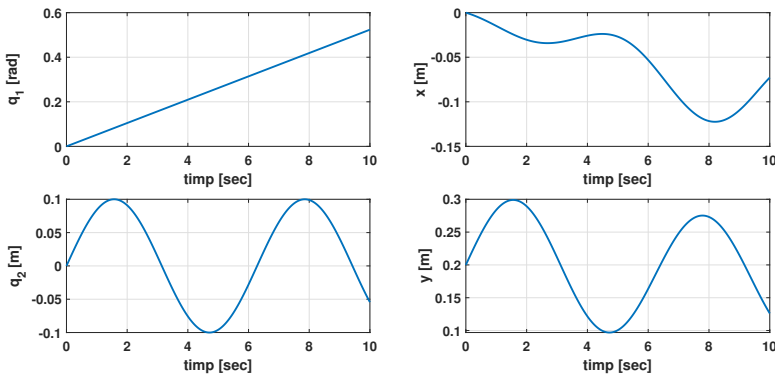 0.6
0.4
0.2
0
q1 [rad]
0 2 4 6 8 10
timp [sec]
0
-0.05
-0.1
-0.15
x [m]
0 2 4 6 8 10
timp [sec]
0.1
0.05
0
-0.05
-0.1
q2 [m]
0 2 4 6 8 10
timp [sec]
0.3
0.25
0.2
0.15
0.1
y [m]
0 2 4 6 8 10
timp [sec]